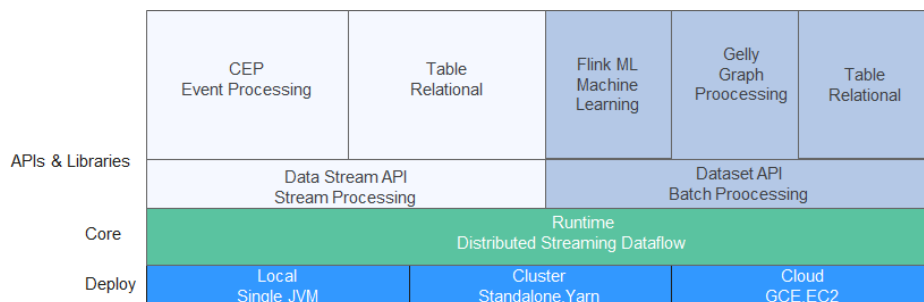 CEP
Event Processing
Table
Relational
Flink ML
Machine
Learning
Gelly
Graph
Proocessing
Table
Relational
APIs & Libraries
Data Stream API
Stream Processing
Dataset API
Batch Proccessing
Core
Runtime
Distributed Streaming Dataflow
Deploy
Local
Single JVM
Cluster
Standalone,Yarn
Cloud
GCE,EC2